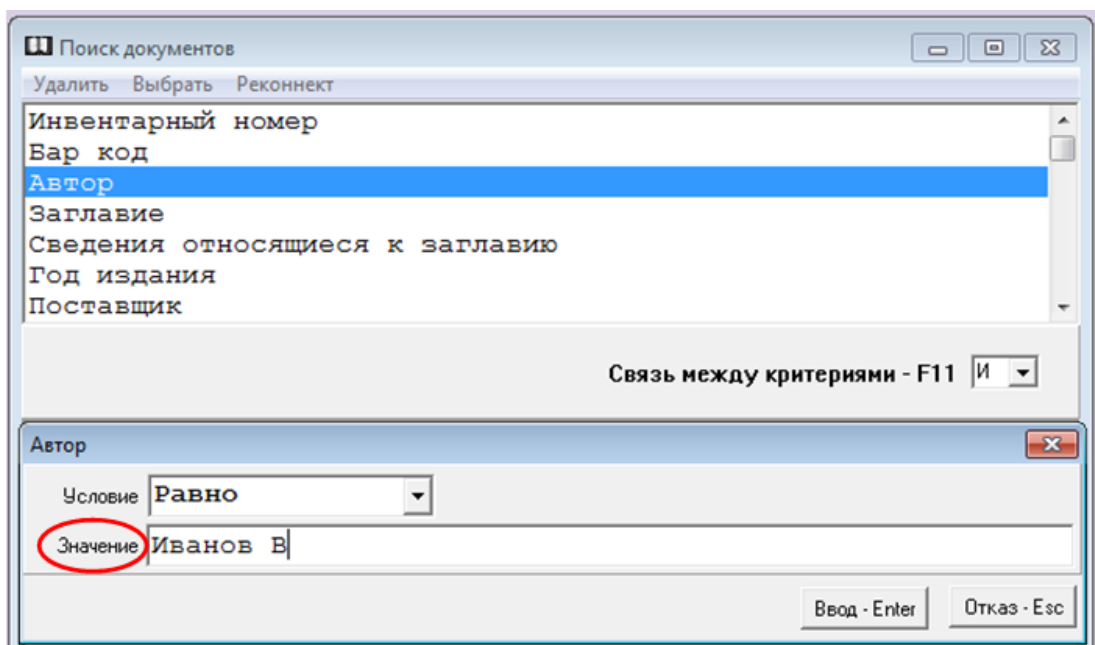 Поиск документов
Удалить Выбрать Реконнект
Инвентарный номер
Бар код
Автор
Заглавие
Сведения относящиеся к заглавию
Год издания
Поставщик
Связь между критериями - F11 И
Автор
Условие Равно
Значение Иванов В
Ввод - Enter Отказ - Esc